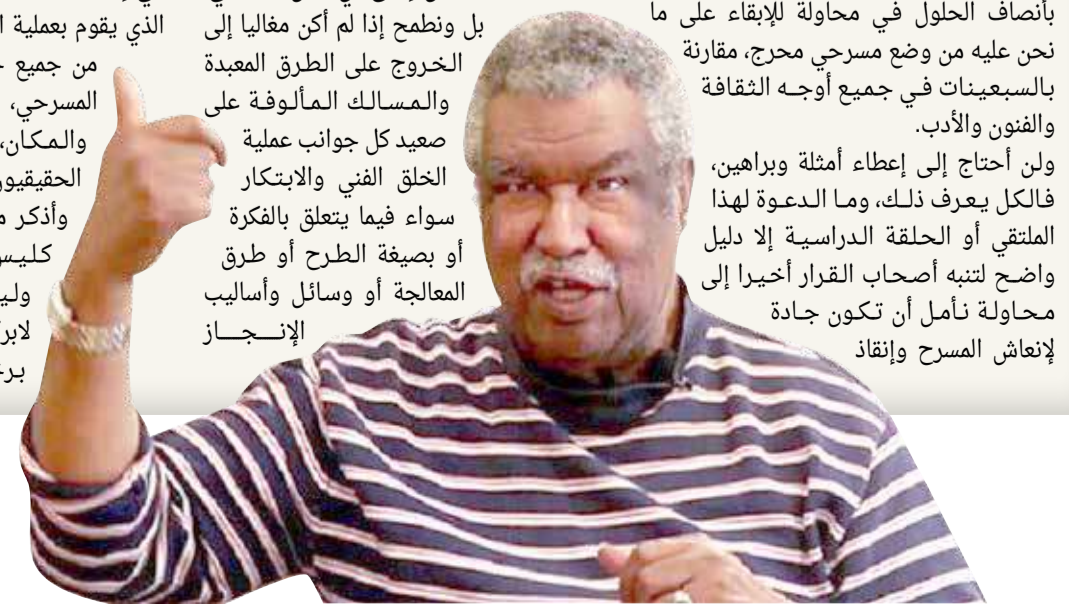 بأنصاف الحلول في محاولة للإبقاء على ما
نحن عليه من وضع مسرحي محرج، مقارنة
بالسبعينات في جميع أوجه الثقافة
والفنون والأدب.
ولن أحتاج إلى إعطاء أمثلة وبراهين،
فالكل يعرف ذلك، وما الدعوة لهذا
الملتقي أو الحلقة الدراسية إلا دليل
واضح لتنبه أصحاب القرار أخيرا إلى
محاولة نأمل أن تكون جادة
لإنعاش المسرح وإنقاذ
بل ونطمح إذا لم أكن مغاليا إلى
الخروج على الطرق المعبدة
والمسالك المألوفة على
صعيد كل جوانب عملية
الخلق الفني والابتكار
سواء فيما يتعلق بالفكرة
أو بصيغة الطرح أو طرق
المعالجة أو وسائل وأساليب
الإنجاز
الذي يقوم بعملية
من جميع
المسرحي،
والمكان،
الحقيقيو
وأذكر
كليس
ولي
لابر
بر